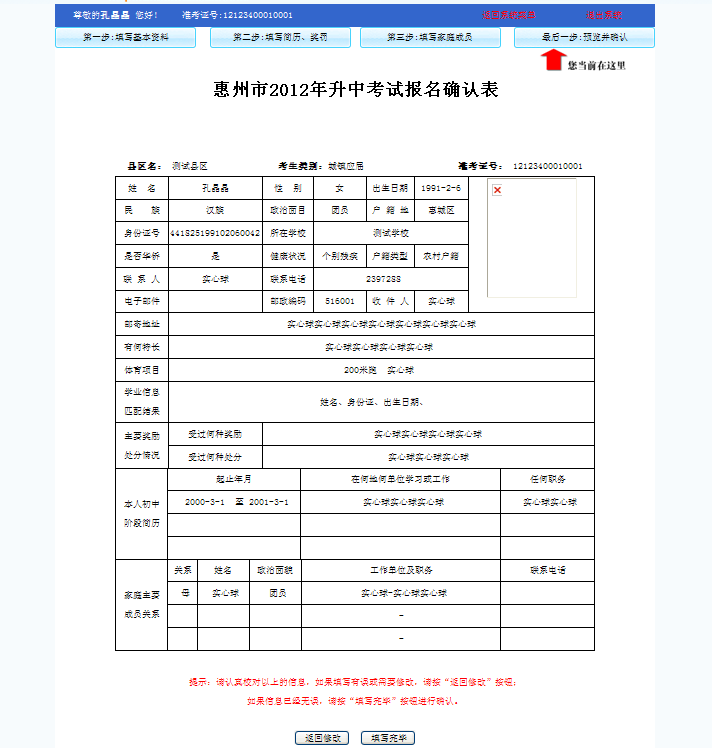 尊敬的孔晶晶 您好! 准考证号:12123400010001 退出系统
第一步:填写基本资料 第二步:填写简历、奖罚 第三步:填写家庭成员 最后一步:预览并确认
您当前在这里
惠州市2012年升中考试报名确认表
县区名: 测试县区 考生类别:城镇应届 准考证号: 12123400010001
姓 名 孔晶晶 性 别 女 出生日期 1991-2-6
民 族 汉族 政治面目 团员 户 籍 地 惠城区
身份证号 441825199102060042 所在学校 测试学校
是否华侨 是 健康状况 个别残疾 户籍类型 农村户籍
联 系 人 实心球 联系电话 2397288
电子邮件 邮政编码 516001 收 件 人 实心球
邮寄地址 实心球实心球实心球实心球实心球实心球实心球
有何特长 实心球实心球实心球实心球
体育项目 200米跑 实心球
学业信息
匹配结果 姓名、身份证、出生日期、
主要奖励
处分情况
受过何种奖励 实心球实心球实心球实心球
受过何种处分 实心球实心球实心球
本人初中
阶段简历
起止年月 在何地何单位学习或工作 任何职务
2000-3-1 至 2001-3-1 实心球实心球实心球 实心球实心球
家庭主要
成员关系
关系 姓名 政治面貌 工作单位及职务 联系电话
母 实心球 团员 实心球-实心球实心球
-
-
提示: 请认真校对以上的信息, 如果填写有误或需要修改, 请按“返回修改”按钮;
如果信息已经无误, 请按“填写完毕”按钮进行确认。
返回修改 填写完毕